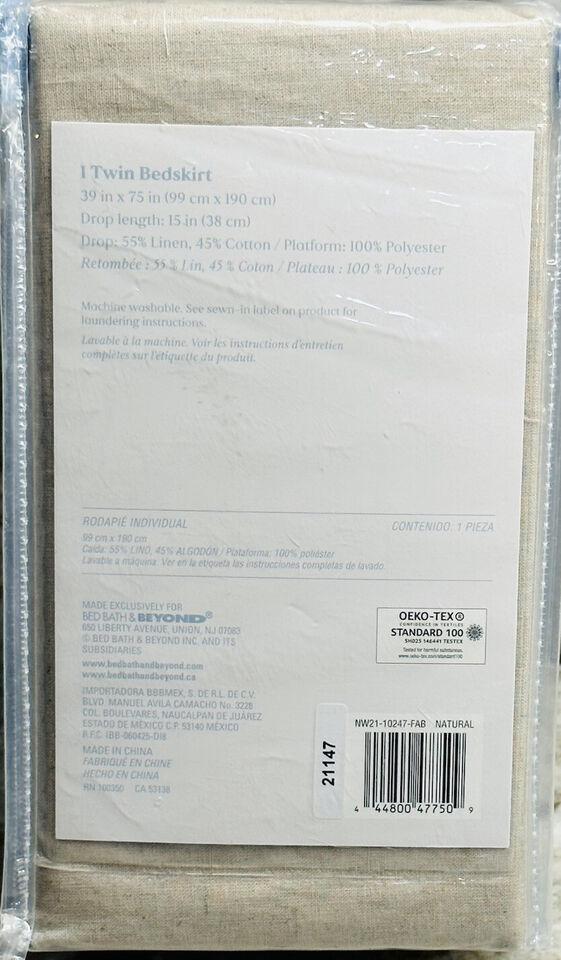 1 Twin Bedskirt
39 in x 75 in (99 cm x 190 cm)
Drop length: 15 in (38 cm)
Drop: 55% Linen, 45% Cotton / Platform: 100% Polyester
Retombée : 55 % Lin, 45 % Coton / Plateau : 100 % Polyester
Machine washable. See sewn-in label on product for
laundering instructions.
Lavable à la machine. Voir les instructions d'entretien
complètes sur l'étiquette du produit.
RODAPIÉ INDIVIDUAL
CONTENIDO: 1 PIEZA
99 cm x 190 cm
Caída: 55% LINO, 45% ALGODÓN / Plataforma: 100% poliéster
Lavable a máquina. Ver en la etiqueta las instrucciones completas de lavado.
MADE EXCLUSIVELY FOR
BED BATH & BEYOND®
650 LIBERTY AVENUE, UNION, NJ 07083
© BED BATH & BEYOND INC. AND ITS
SUBSIDIARIES
www.bedbathandbeyond.com
www.bedbathandbeyond.ca
IMPORTADORA BBBMEX, S. DE R.L. DE C.V.
BLVD. MANUEL AVILA CAMACHO No. 3228
COL. BOULEVARES, NAUCALPAN DE JUÁREZ
ESTADO DE MÉXICO C.P. 53140 MÉXICO
R.F.C. IBB-060425-DI8
MADE IN CHINA
FABRIQUÉ EN CHINE
HECHO EN CHINA
RN 100350 CA 53138
OEKO-TEX®
CONFIDENCE IN TEXTILES
STANDARD 100
SH025 146441 TESTEX
Tested for harmful substances.
www.oeko-tex.com/standard100
21147
NW21-10247-FAB NATURAL
4 44800 47750 9